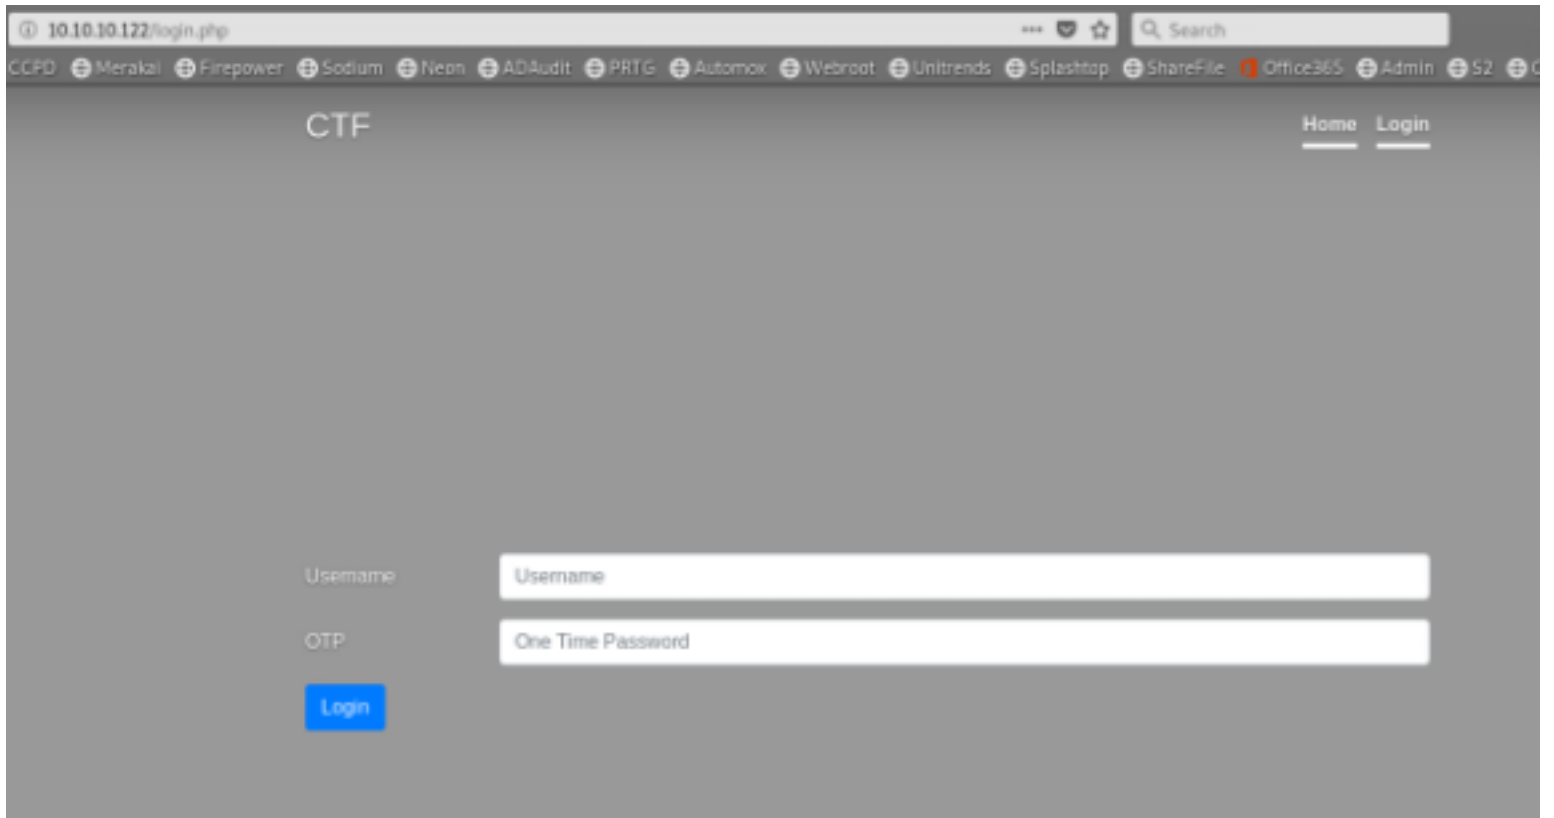 10.10.10.122/login.php Search
CCPD Merakai Firepower Sodium Neon ADAudit PRTG Automox Webroot Unitrends Splashtop ShareFile Office365 Admin S2
CTF Home Login
Username Username
OTP One Time Password
Login